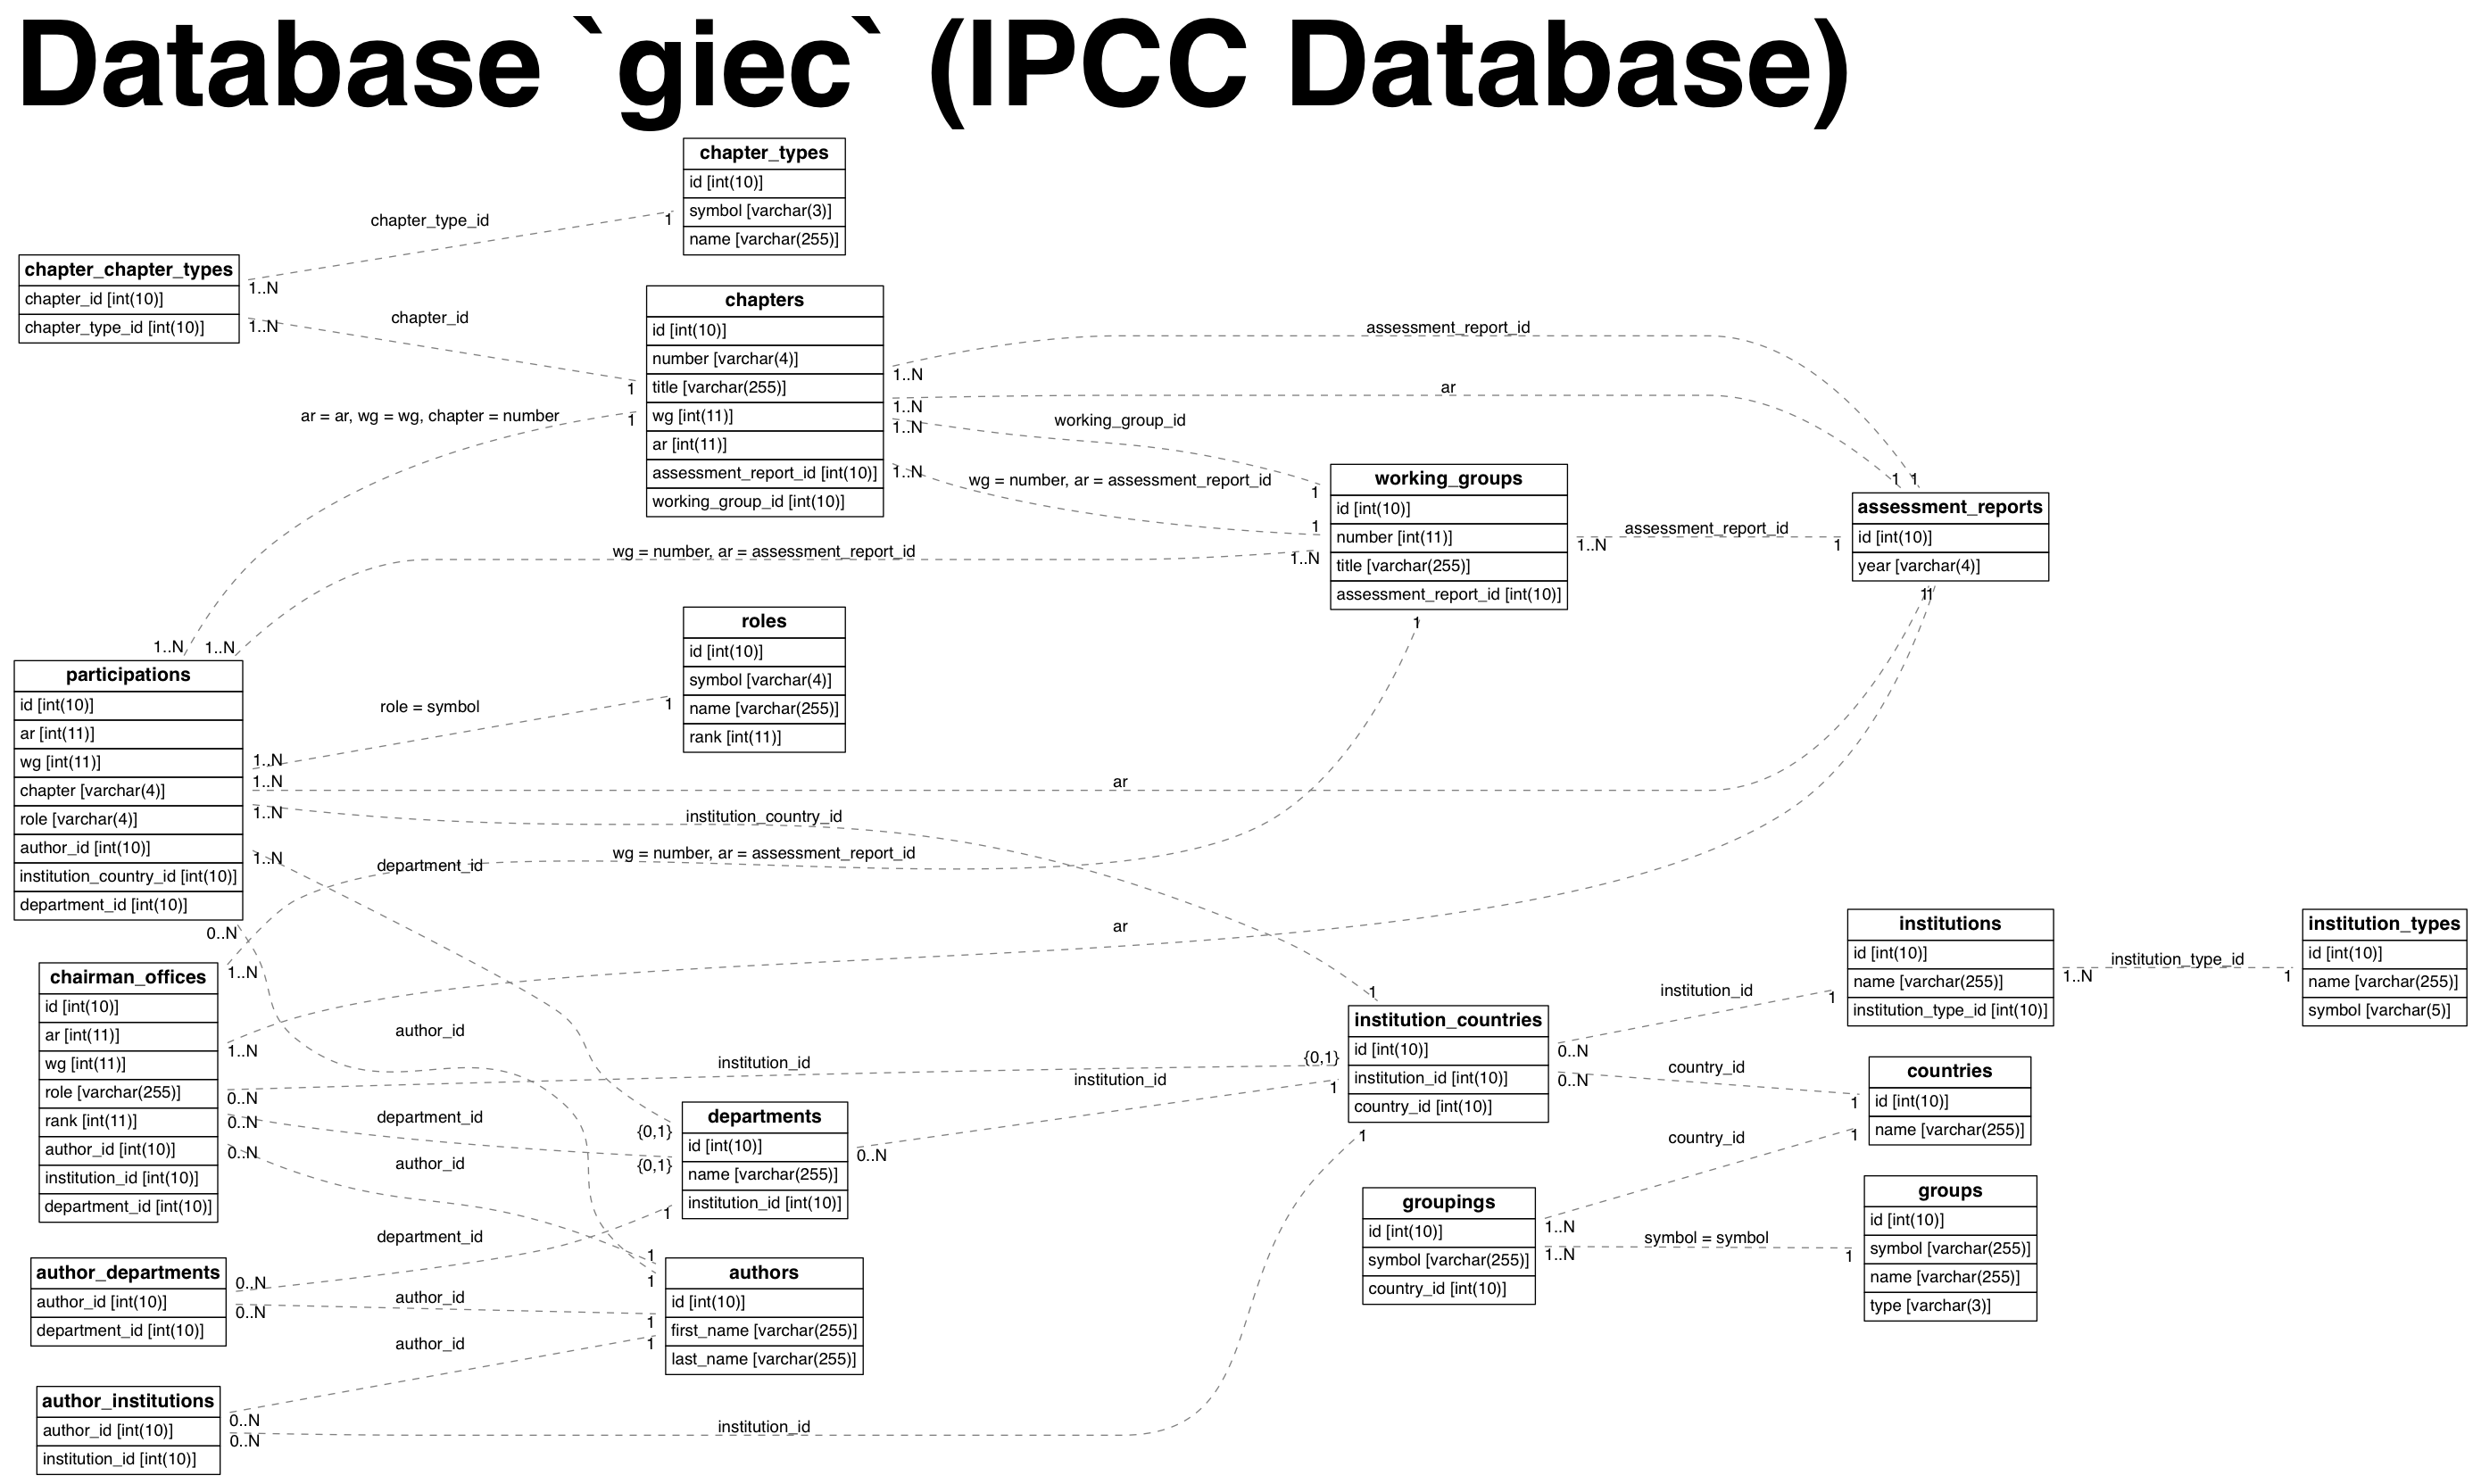 Database `giec` (IPCC Database)
chapter_types
id [int(10)]
symbol [varchar(3)]
name [varchar(255)]
chapter_type_id
1
chapter_chapter_types
chapter_id [int(10)]
chapter_type_id [int(10)]
1..N
1..N
chapter_id
1
chapters
id [int(10)]
number [varchar(4)]
title [varchar(255)]
wg [int(11)]
ar [int(11)]
assessment_report_id [int(10)]
working_group_id [int(10)]
1
ar = ar, wg = wg, chapter = number
1..N
1..N
1..N
1..N
assessment_report_id
ar
working_group_id
wg = number, ar = assessment_report_id
1
1
1..N
working_groups
id [int(10)]
number [int(11)]
title [varchar(255)]
assessment_report_id [int(10)]
1
1..N
assessment_report_id
1
1
1
assessment_reports
id [int(10)]
year [varchar(4)]
1
1
wg = number, ar = assessment_report_id
1..N
1..N
participations
id [int(10)]
ar [int(11)]
wg [int(11)]
chapter [varchar(4)]
role [varchar(4)]
author_id [int(10)]
institution_country_id [int(10)]
department_id [int(10)]
1..N
1..N
1..N
1..N
0..N
roles
id [int(10)]
symbol [varchar(4)]
name [varchar(255)]
rank [int(11)]
role = symbol
1
ar
institution_country_id
wg = number, ar = assessment_report_id
department_id
ar
chairman_offices
id [int(10)]
ar [int(11)]
wg [int(11)]
role [varchar(255)]
rank [int(11)]
author_id [int(10)]
institution_id [int(10)]
department_id [int(10)]
1..N
1..N
0..N
0..N
0..N
author_id
institution_id
department_id
author_id
department_id
author_id
author_id
institution_id
departments
id [int(10)]
name [varchar(255)]
institution_id [int(10)]
{0,1}
{0,1}
1
0..N
institution_id
1
{0,1}
1
institution_countries
id [int(10)]
institution_id [int(10)]
country_id [int(10)]
1
0..N
0..N
institution_id
country_id
1
institutions
id [int(10)]
name [varchar(255)]
institution_type_id [int(10)]
1..N
institution_type_id
1
institution_types
id [int(10)]
name [varchar(255)]
symbol [varchar(5)]
1
1
countries
id [int(10)]
name [varchar(255)]
country_id
groupings
id [int(10)]
symbol [varchar(255)]
country_id [int(10)]
1..N
1..N
symbol = symbol
1
groups
id [int(10)]
symbol [varchar(255)]
name [varchar(255)]
type [varchar(3)]
author_departments
author_id [int(10)]
department_id [int(10)]
0..N
0..N
1
1
1
1
authors
id [int(10)]
first_name [varchar(255)]
last_name [varchar(255)]
author_institutions
author_id [int(10)]
institution_id [int(10)]
0..N
0..N